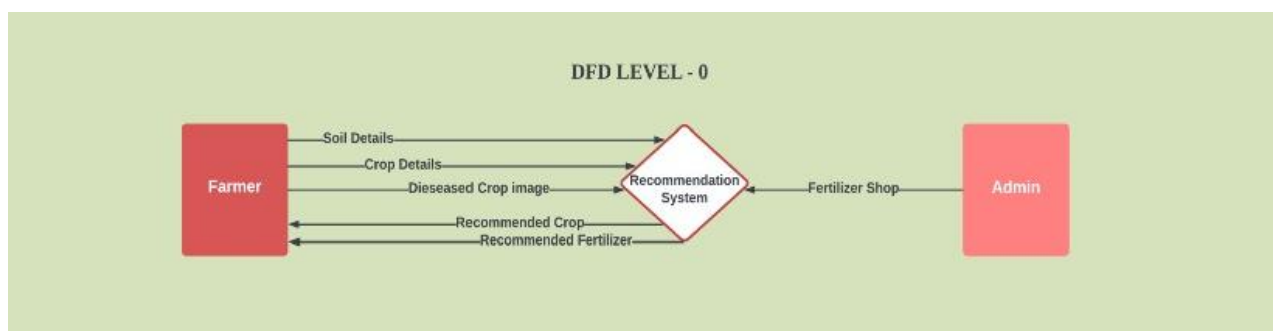 DFD LEVEL - 0
Soil Details
Crop Details
Farmer
Dieseased Crop image
Recommendation
System
Fertilizer Shop
Admin
Recommended Crop
Recommended Fertilizer